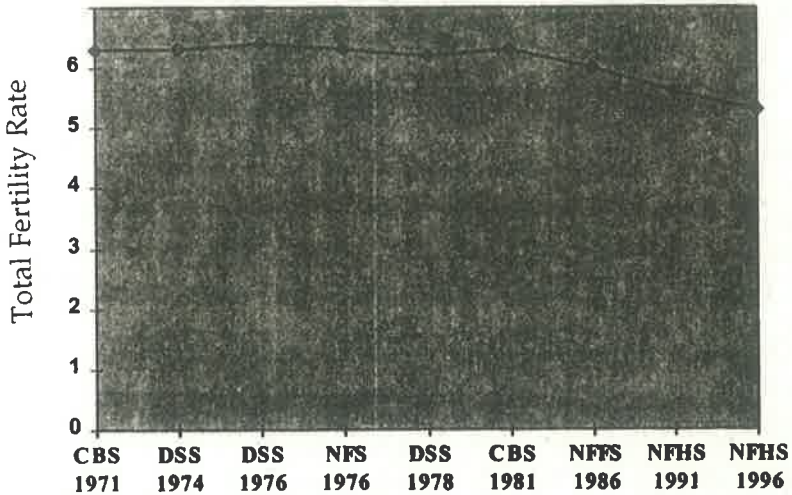 Total Fertility Rate
6
5
4
3
2
1
0
CBS DSS DSS NFS DSS CBS NFFS NFHS NFHS
1971 1974 1976 1976 1978 1981 1986 1991 1996